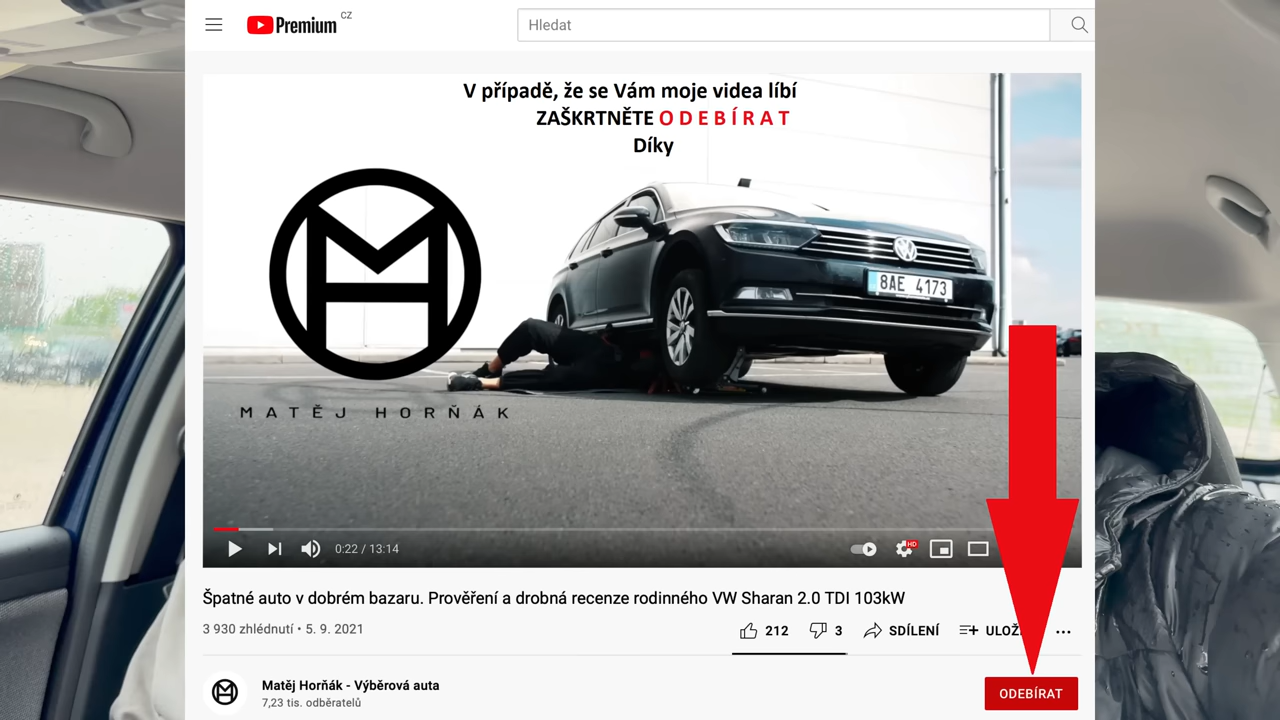 Premium CZ
Hledat
V případě, že se Vám moje videa líbí
ZAŠKRTNĚTE O D E B Í R A T
Díky
8AE 4173
MATĚJ HORŇÁK
0:22 / 13:14
HD
Špatné auto v dobrém bazaru. Prověření a drobná recenze rodinného VW Sharan 2.0 TDI 103kW
3 930 zhlédnutí • 5. 9. 2021
212
3
SDÍLENÍ
Matěj Horňák - Výběrová auta
7,23 tis. odběratelů
ODEBÍRAT